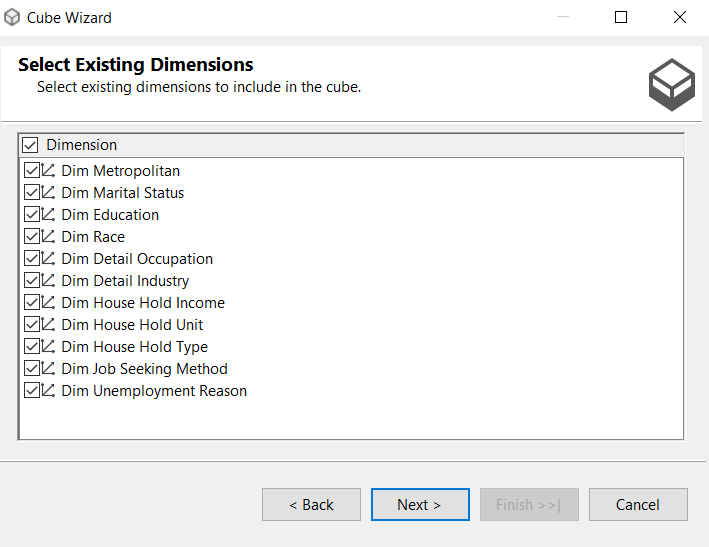 Cube Wizard
Select Existing Dimensions
Select existing dimensions to include in the cube.
Dimension
Dim Metropolitan
Dim Marital Status
Dim Education
Dim Race
Dim Detail Occupation
Dim Detail Industry
Dim House Hold Income
Dim House Hold Unit
Dim House Hold Type
Dim Job Seeking Method
Dim Unemployment Reason
< Back Next > Finish >>| Cancel